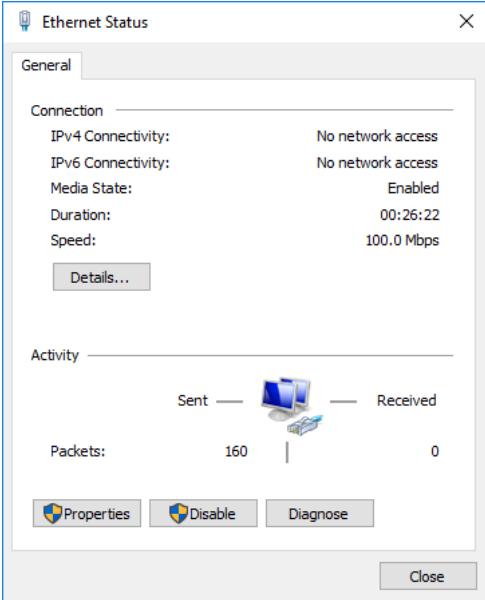 Ethernet Status
General
Connection
IPv4 Connectivity: No network access
IPv6 Connectivity: No network access
Media State: Enabled
Duration: 00:26:22
Speed: 100.0 Mbps
Details...
Activity
Sent Received
Packets: 160 0
Properties Disable Diagnose
Close